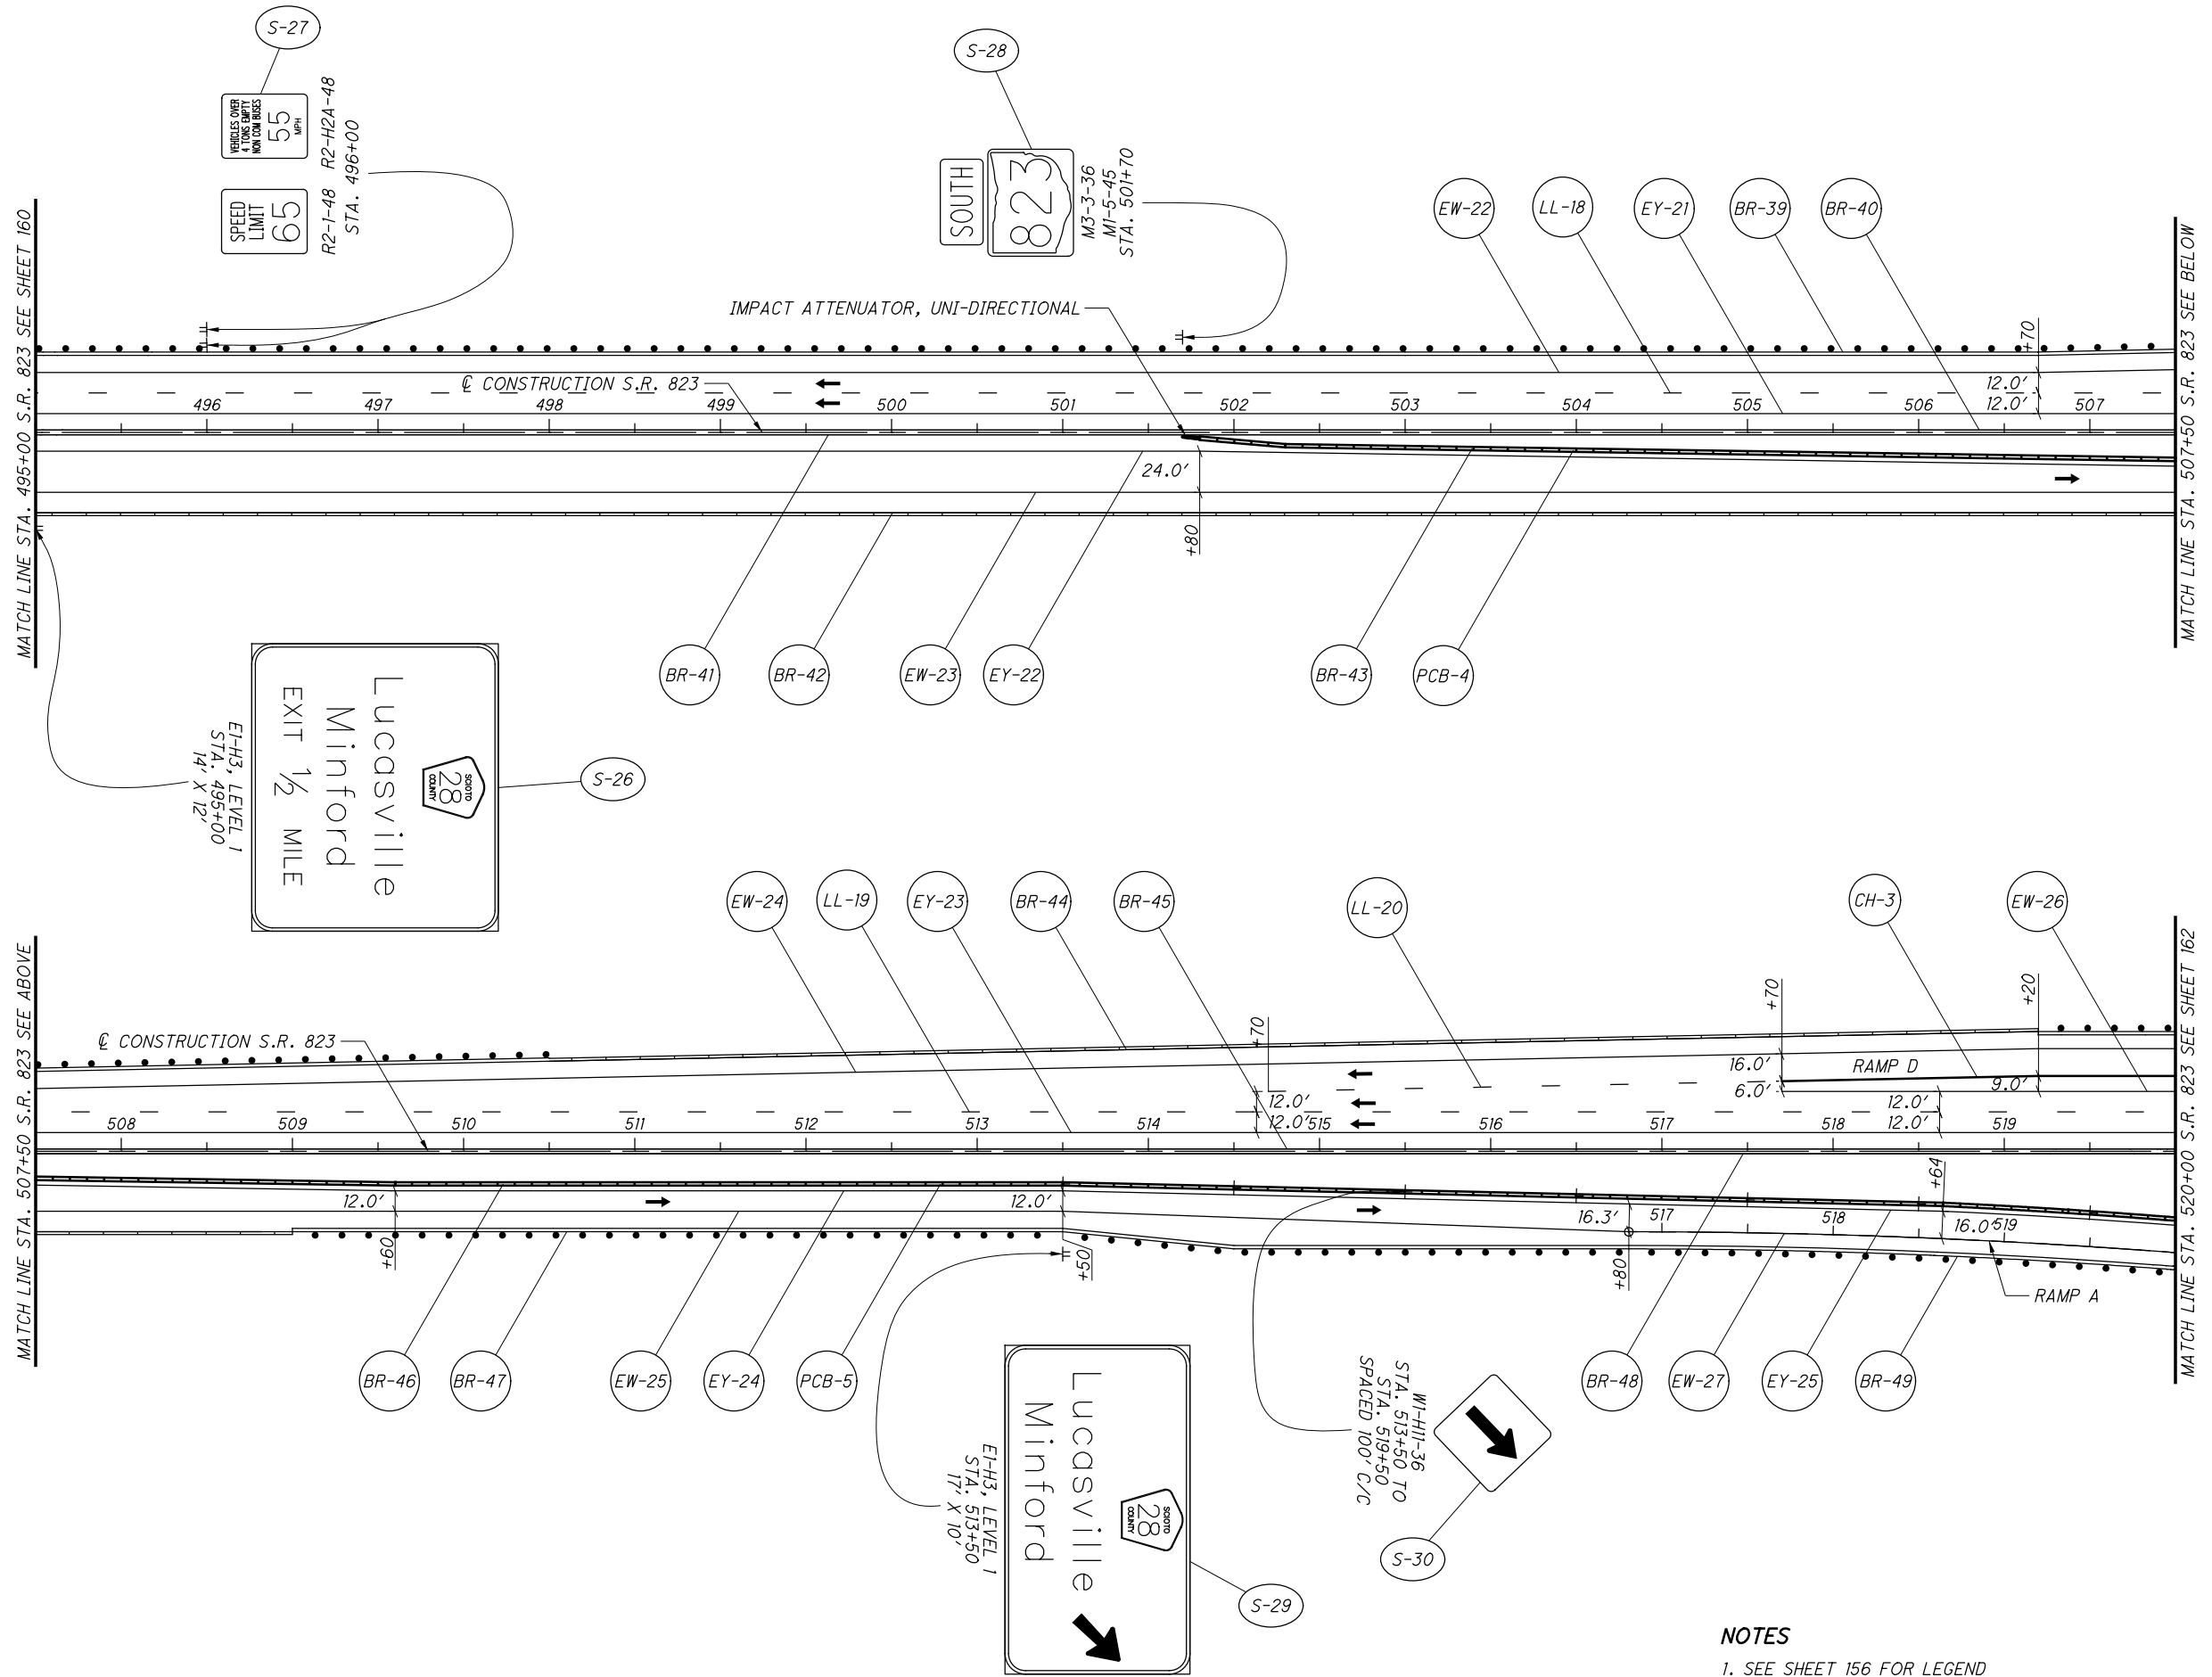 S-27
VEHICLES OVER
4 TONS EMPTY
NON COM BUSES
55
MPH
SPEED
LIMIT
65
R2-1-48 R2-H2A-48
STA. 496+00
S-28
SOUTH
823
M3-3-36
M1-5-45
STA. 501+70
EW-22
LL-18
EY-21
BR-39
BR-40
MATCH LINE STA. 495+00 S.R. 823 SEE SHEET 160
IMPACT ATTENUATOR, UNI-DIRECTIONAL
+70
℄ CONSTRUCTION S.R. 823
12.0'
12.0'
496 497 498 499 500 501 502 503 504 505 506 507
24.0'
+80
MATCH LINE STA. 507+50 S.R. 823 SEE BELOW
BR-41
BR-42
EW-23
EY-22
BR-43
PCB-4
SCIOTO
28
COUNTY
Lucasville
Minford
EXIT 1/2 MILE
E1-H3, LEVEL 1
STA. 495+00
14' X 12'
S-26
EW-24
LL-19
EY-23
BR-44
BR-45
LL-20
CH-3
EW-26
MATCH LINE STA. 507+50 S.R. 823 SEE ABOVE
℄ CONSTRUCTION S.R. 823
+70
+70
+20
16.0'
RAMP D
6.0'
9.0'
12.0'
12.0'
12.0'
12.0'
508 509 510 511 512 513 514 515 516 517 518 519
12.0'
+60
12.0'
+50
16.3'
+80
517 518 519
+64
16.0'
RAMP A
MATCH LINE STA. 520+00 S.R. 823 SEE SHEET 162
BR-46
BR-47
EW-25
EY-24
PCB-5
BR-48
EW-27
EY-25
BR-49
SCIOTO
28
COUNTY
Lucasville
Minford
E1-H3, LEVEL 1
STA. 513+50
17' X 10'
S-29
W1-H11-36
STA. 513+50 TO
STA. 519+50
SPACED 100' C/C
S-30
NOTES
1. SEE SHEET 156 FOR LEGEND